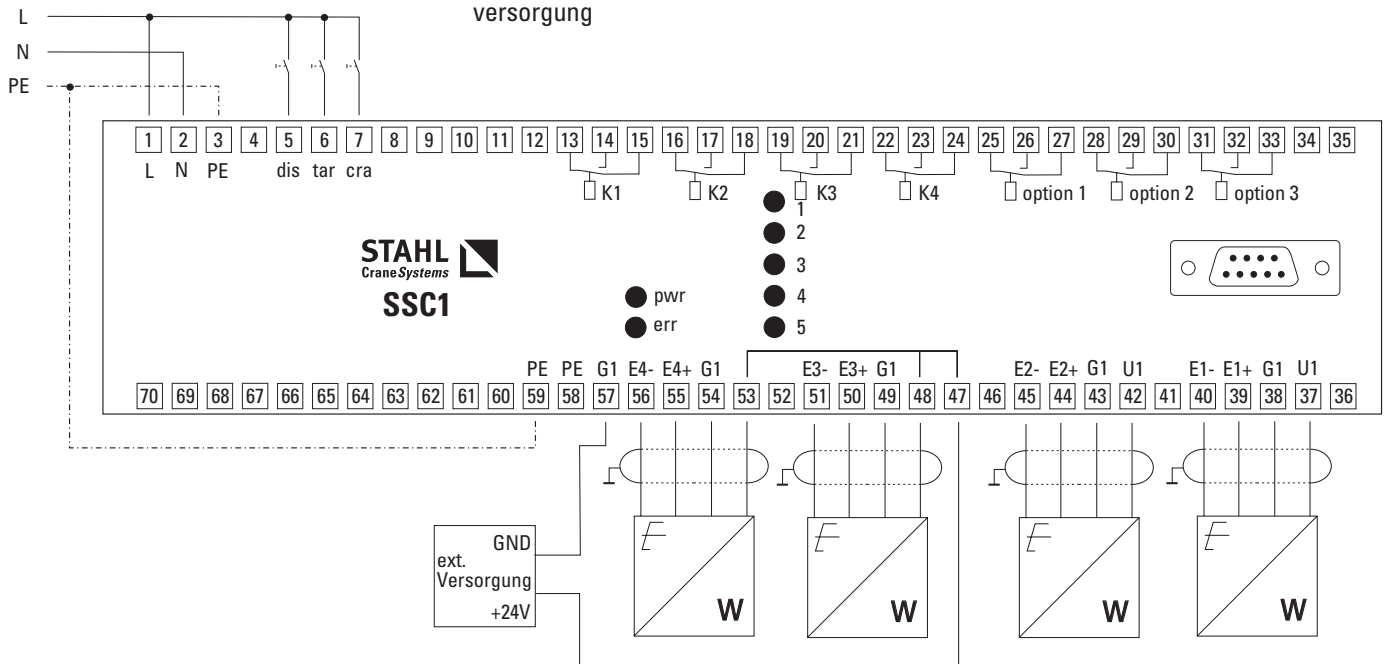 versorgung
L
N
PE
1 2 3 4 5 6 7 8 9 10 11 12 13 14 15 16 17 18 19 20 21 22 23 24 25 26 27 28 29 30 31 32 33 34 35
L N PE dis tar cra
K1 K2 K3 K4 option 1 option 2 option 3
1
2
3
4
5
STAHL
CraneSystems
SSC1
pwr
err
PE PE G1 E4- E4+ G1 E3- E3+ G1 E2- E2+ G1 U1 E1- E1+ G1 U1
70 69 68 67 66 65 64 63 62 61 60 59 58 57 56 55 54 53 52 51 50 49 48 47 46 45 44 43 42 41 40 39 38 37 36
GND
ext.
Versorgung
+24V
F F F F
W W W W